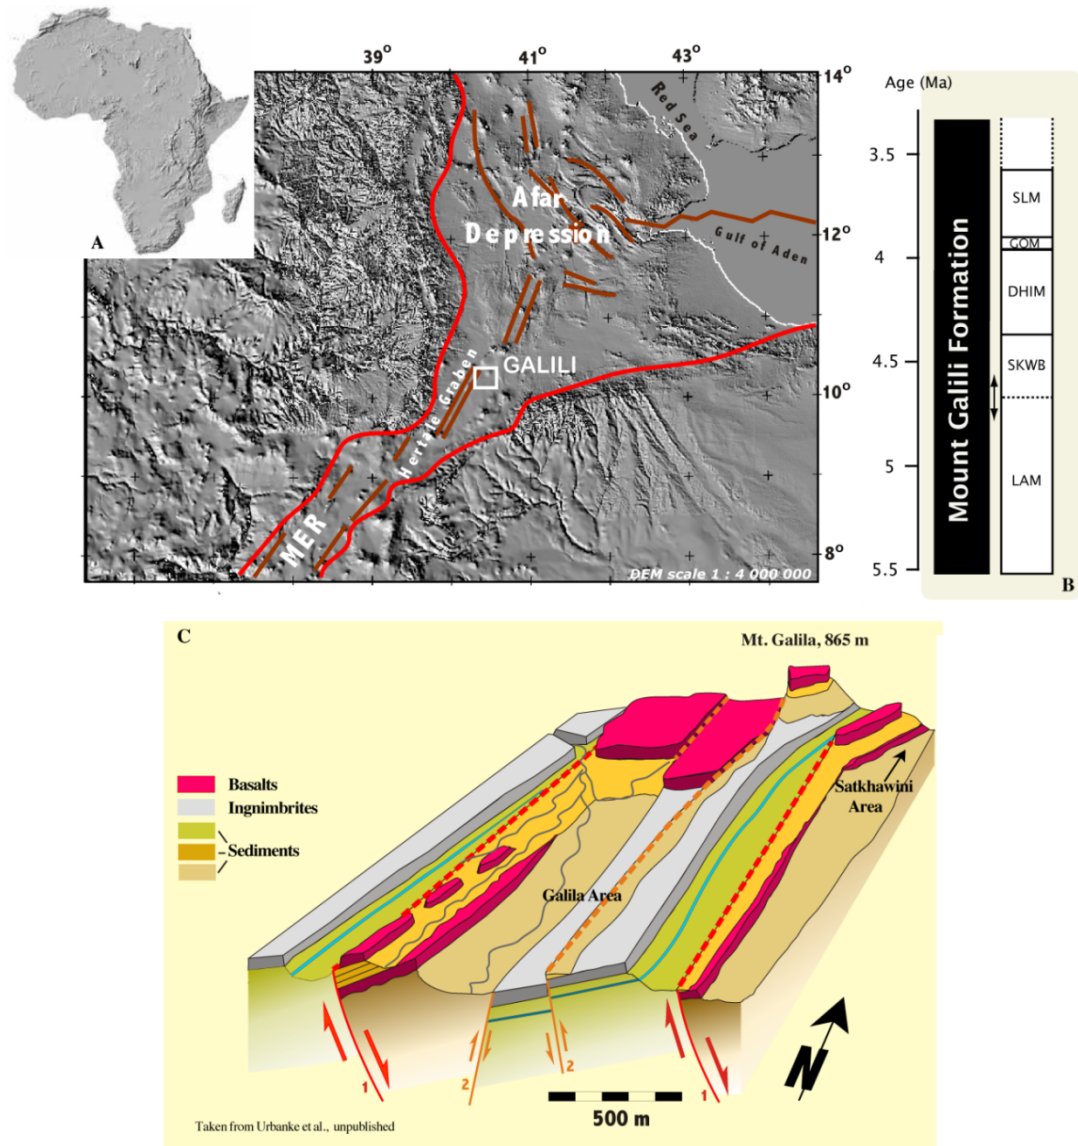 A
39°
41°
43°
14°
12°
10°
8°
Red Sea
Afar
Depression
Gulf of Aden
GALILI
Hertale Graben
MER
DEM scale 1 : 4 000 000
Age (Ma)
3.5
4
4.5
5
5.5
Mount Galili Formation
SLM
GOM
DHIM
SKWB
LAM
B
C
Mt. Galila, 865 m
Basalts
Ingnimbrites
Sediments
Satkhawini
Area
Galila Area
1
2
2
1
N
500 m
Taken from Urbanke et al., unpublished